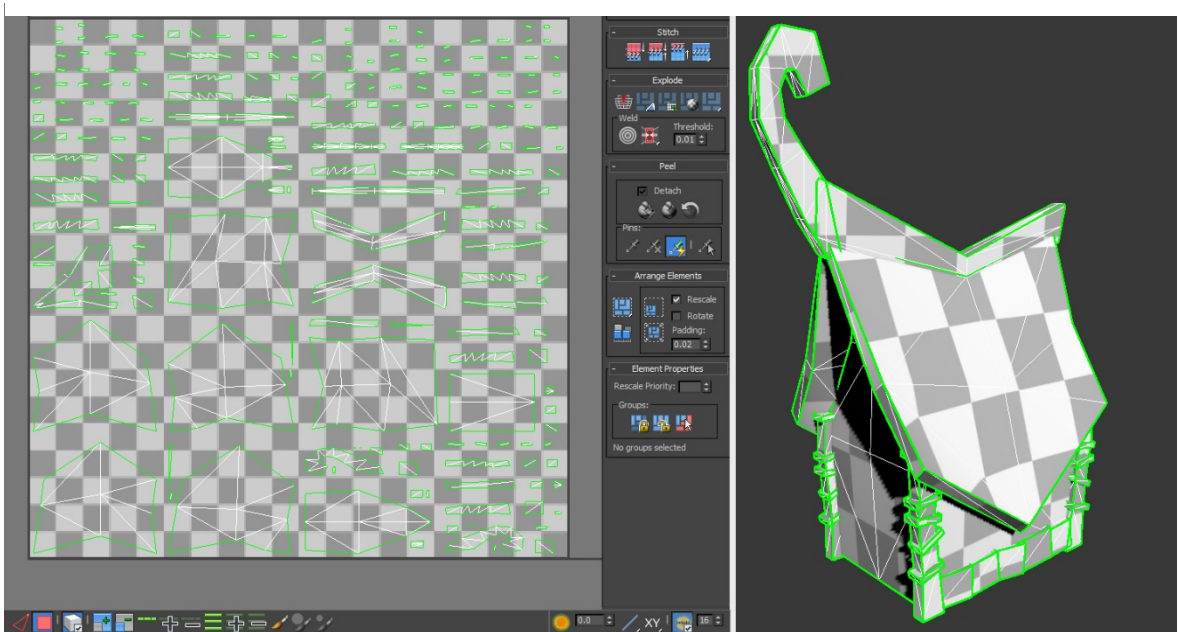 - Stitch
- Explode
Weld
Threshold:
0.01
- Peel
Detach
Pins:
- Arrange Elements
Rescale
Rotate
Padding:
0.02
- Element Properties
Rescale Priority:
Groups:
No groups selected
0.0
XY
16